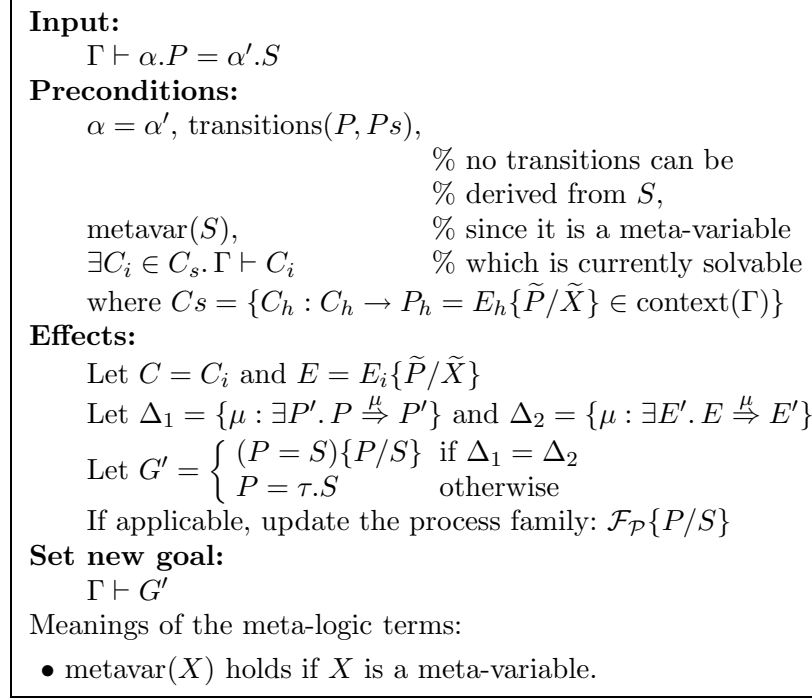 Input:
Γ ⊢ α.P = α′.S
Preconditions:
α = α′, transitions(P, Ps),
% no transitions can be
% derived from S,
metavar(S), % since it is a meta-variable
∃C_i ∈ C_s. Γ ⊢ C_i % which is currently solvable
where Cs = {C_h : C_h → P_h = E_h{P̃/X̃} ∈ context(Γ)}
Effects:
Let C = C_i and E = E_i{P̃/X̃}
Let Δ_1 = {μ : ∃P′. P ⇒^μ P′} and Δ_2 = {μ : ∃E′. E ⇒^μ E′}
Let G′ = { (P = S){P/S} if Δ_1 = Δ_2
P = τ.S otherwise
If applicable, update the process family: ℱ_𝒫{P/S}
Set new goal:
Γ ⊢ G′
Meanings of the meta-logic terms:
• metavar(X) holds if X is a meta-variable.